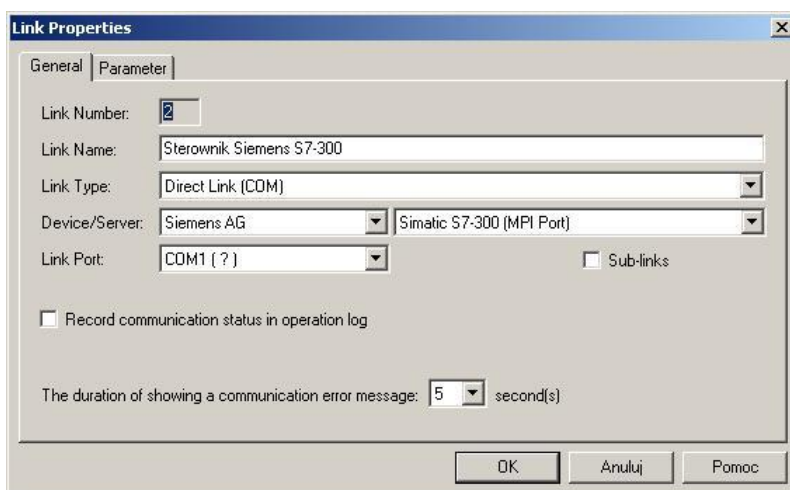 Link Properties
General Parameter
Link Number: 2
Link Name: Sterownik Siemens S7-300
Link Type: Direct Link (COM)
Device/Server: Siemens AG Simatic S7-300 (MPI Port)
Link Port: COM1 ( ? ) Sub-links
Record communication status in operation log
The duration of showing a communication error message: 5 second(s)
OK Anuluj Pomoc